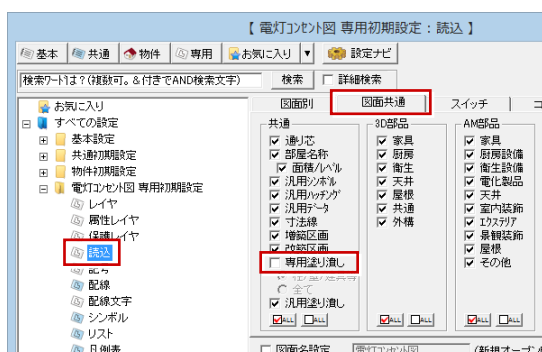 【 電灯コンセント図 専用初期設定：読込 】
基本 共通 物件 専用 お気に入り ▼ 設定ナビ
検索ワードは？(複数可。＆付きでAND検索文字) 検索 詳細検索
お気に入り
すべての設定
基本設定
共通初期設定
物件初期設定
電灯コンセント図 専用初期設定
レイヤ
属性レイヤ
保護レイヤ
読込
記号
配線
配線文字
シンボル
リスト
凡例表
図面別 図面共通 スイッチ
共通
通り芯
部屋名称
面積/レベル
汎用シンボル
汎用ハッチング
汎用データ
寸法線
増築区画
改築区画
専用塗り潰し
全て
汎用塗り潰し
ALL ALL
3D部品
家具
厨房
衛生
天井
屋根
共通
外構
ALL ALL
AM部品
家具
厨房設備
衛生設備
電化製品
天井
室内装飾
エクステリア
景観装飾
屋根
その他
ALL ALL
図面名設定 電灯コンセント図